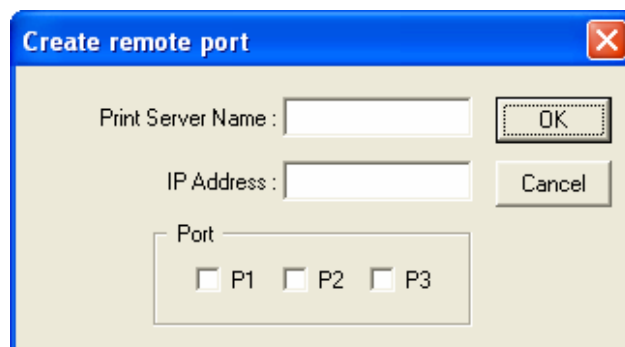 Create remote port
Print Server Name :
OK
IP Address :
Cancel
Port
P1 P2 P3